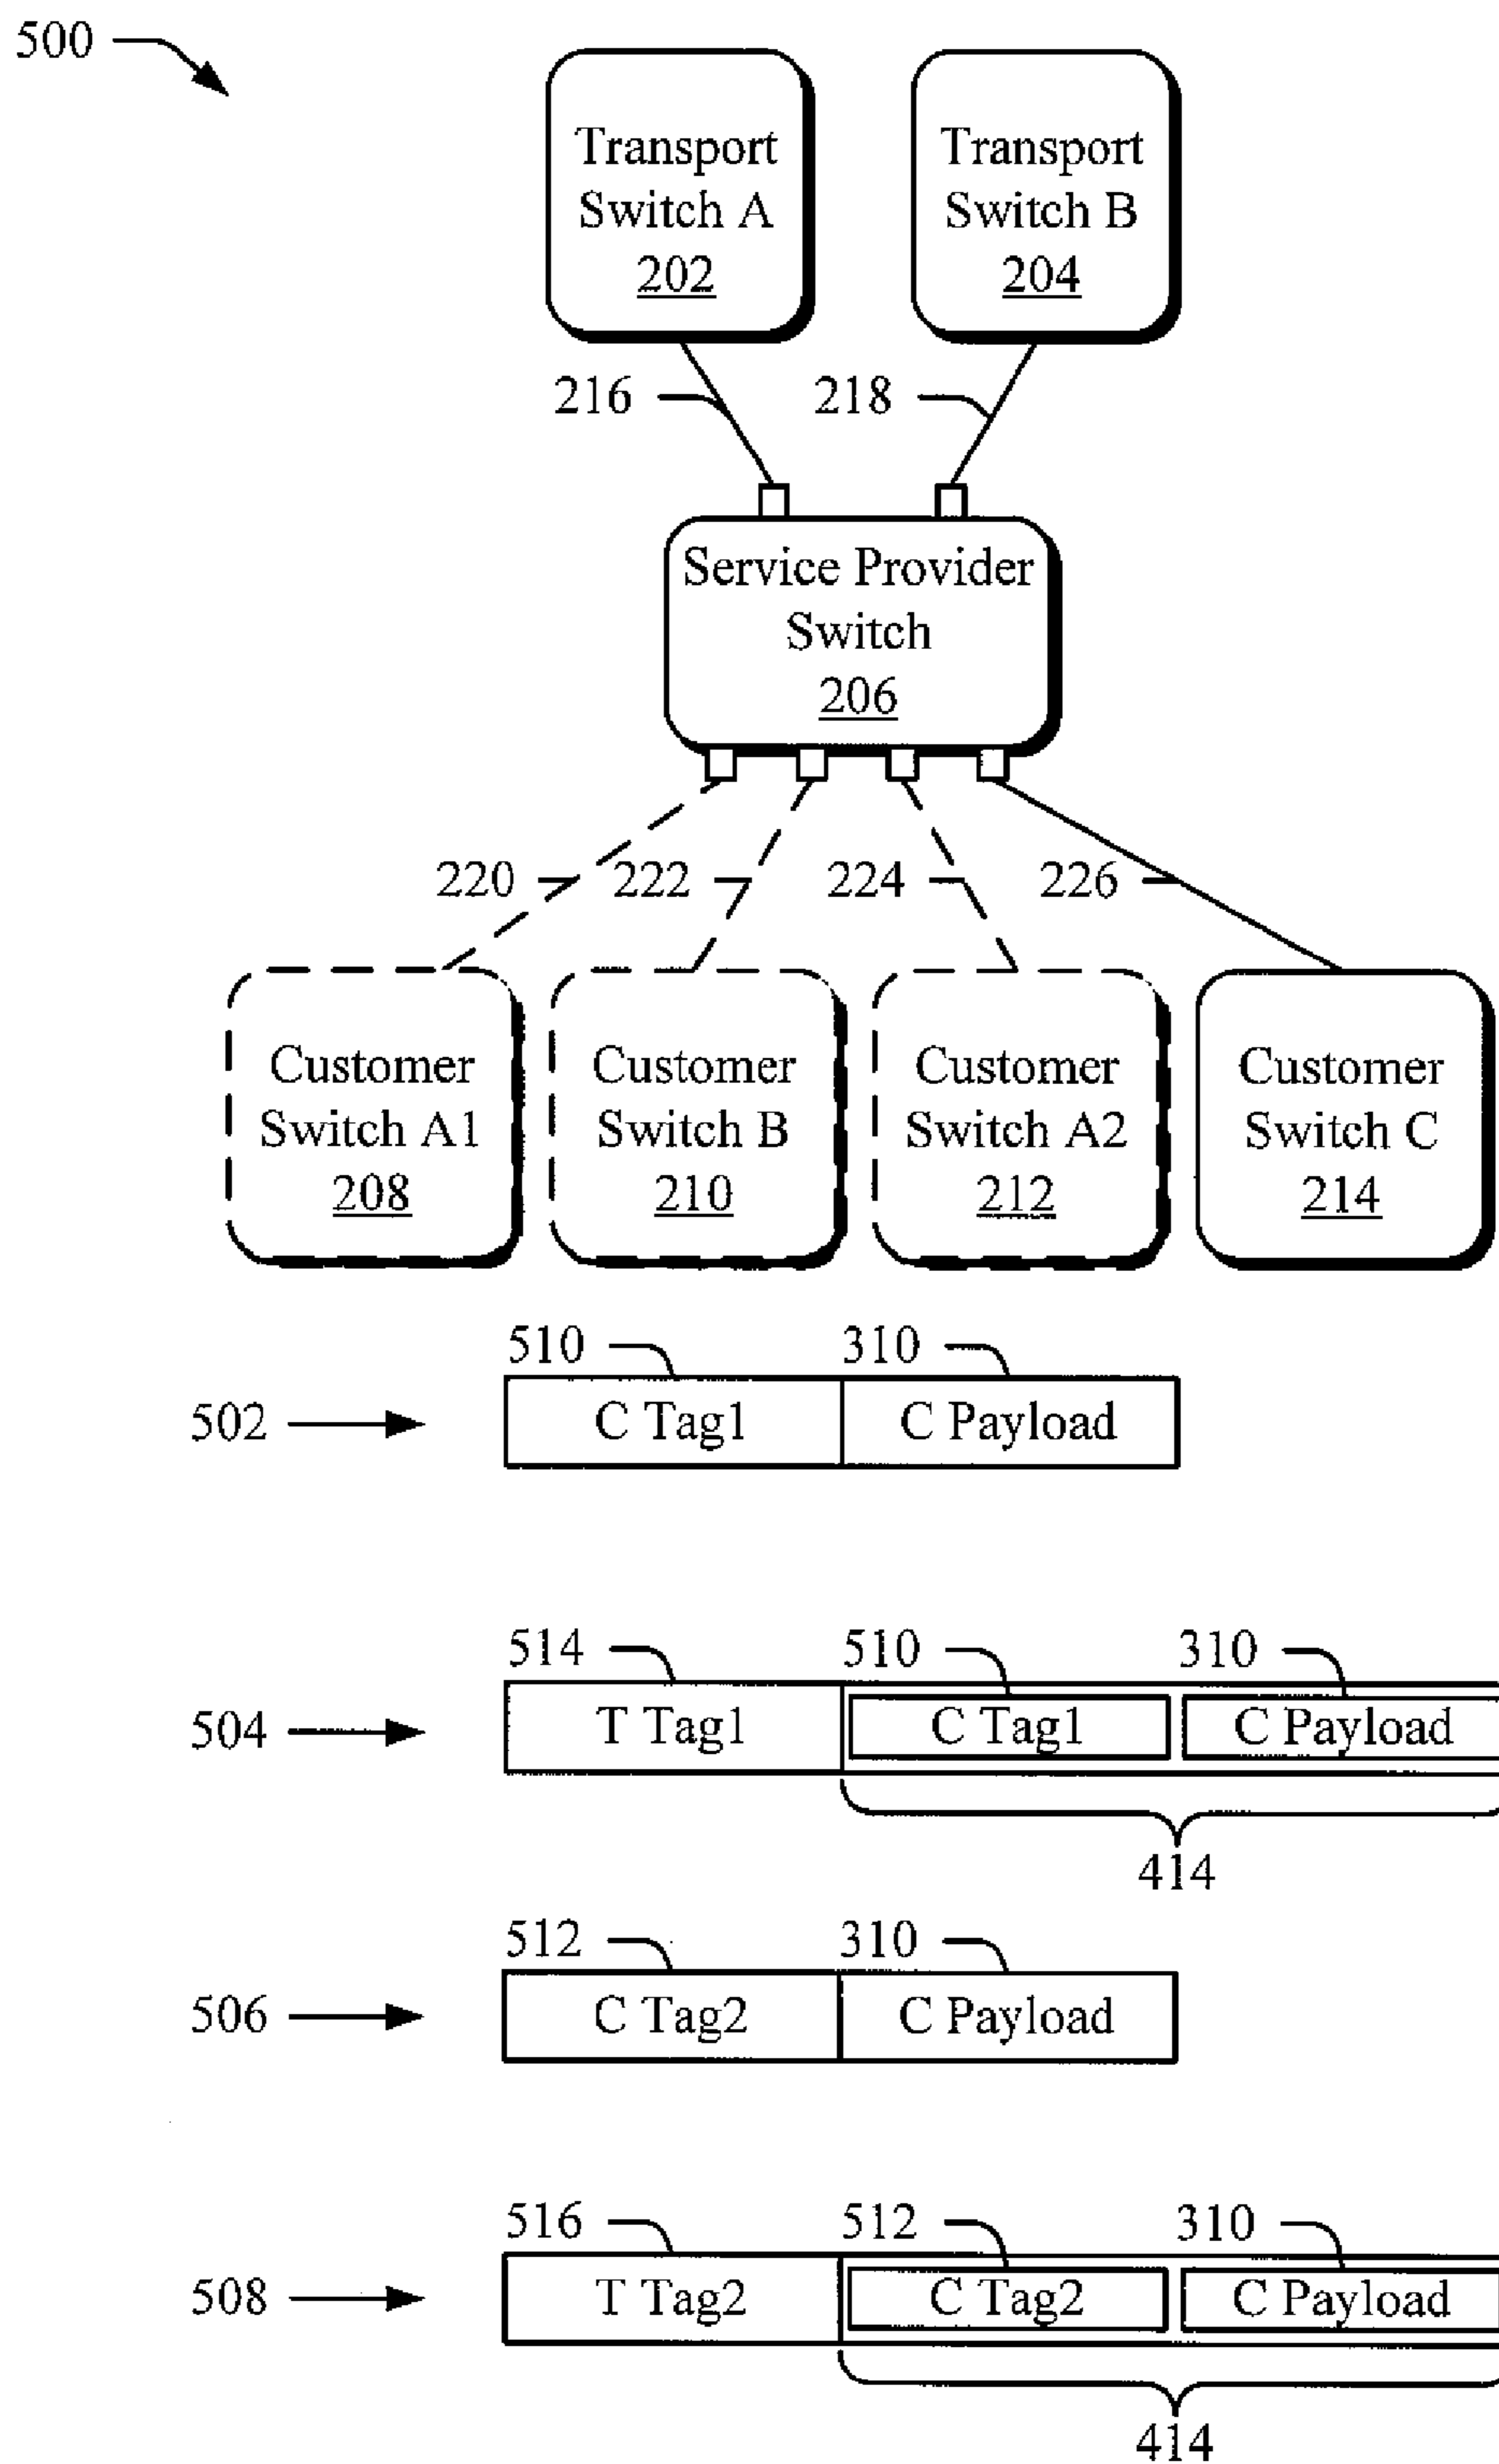 500
Transport
Switch A
202
Transport
Switch B
204
216
218
Service Provider
Switch
206
220
222
224
226
Customer
Switch A1
208
Customer
Switch B
210
Customer
Switch A2
212
Customer
Switch C
214
510 310
502 C Tag1 C Payload
514 510 310
504 T Tag1 C Tag1 C Payload
414
512 310
506 C Tag2 C Payload
516 512 310
508 T Tag2 C Tag2 C Payload
414